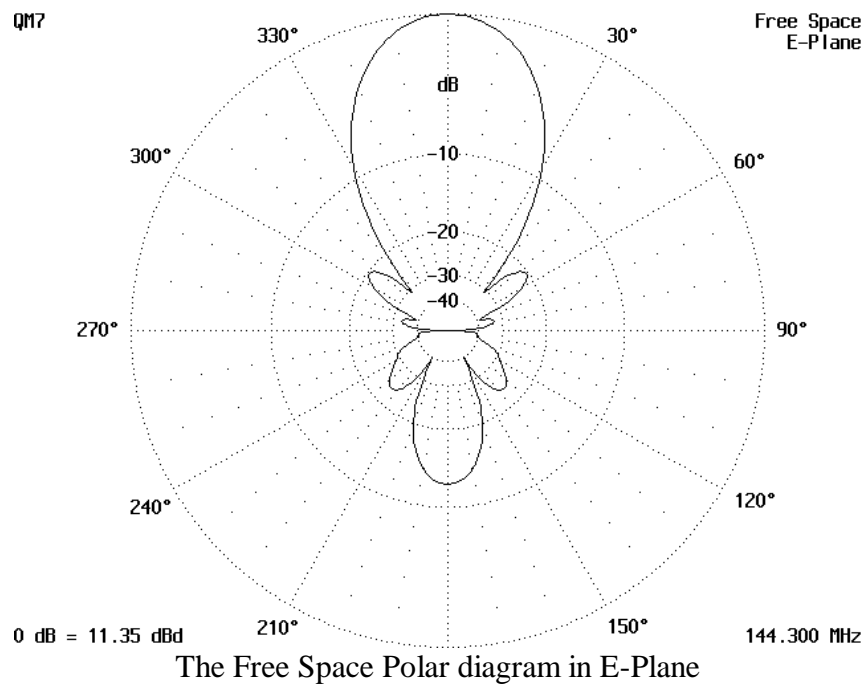 QM7
Free Space
E-Plane
330°
30°
dB
300°
-10
60°
-20
-30
-40
270°
90°
240°
120°
210°
150°
0 dB = 11.35 dBd
144.300 MHz
The Free Space Polar diagram in E-Plane